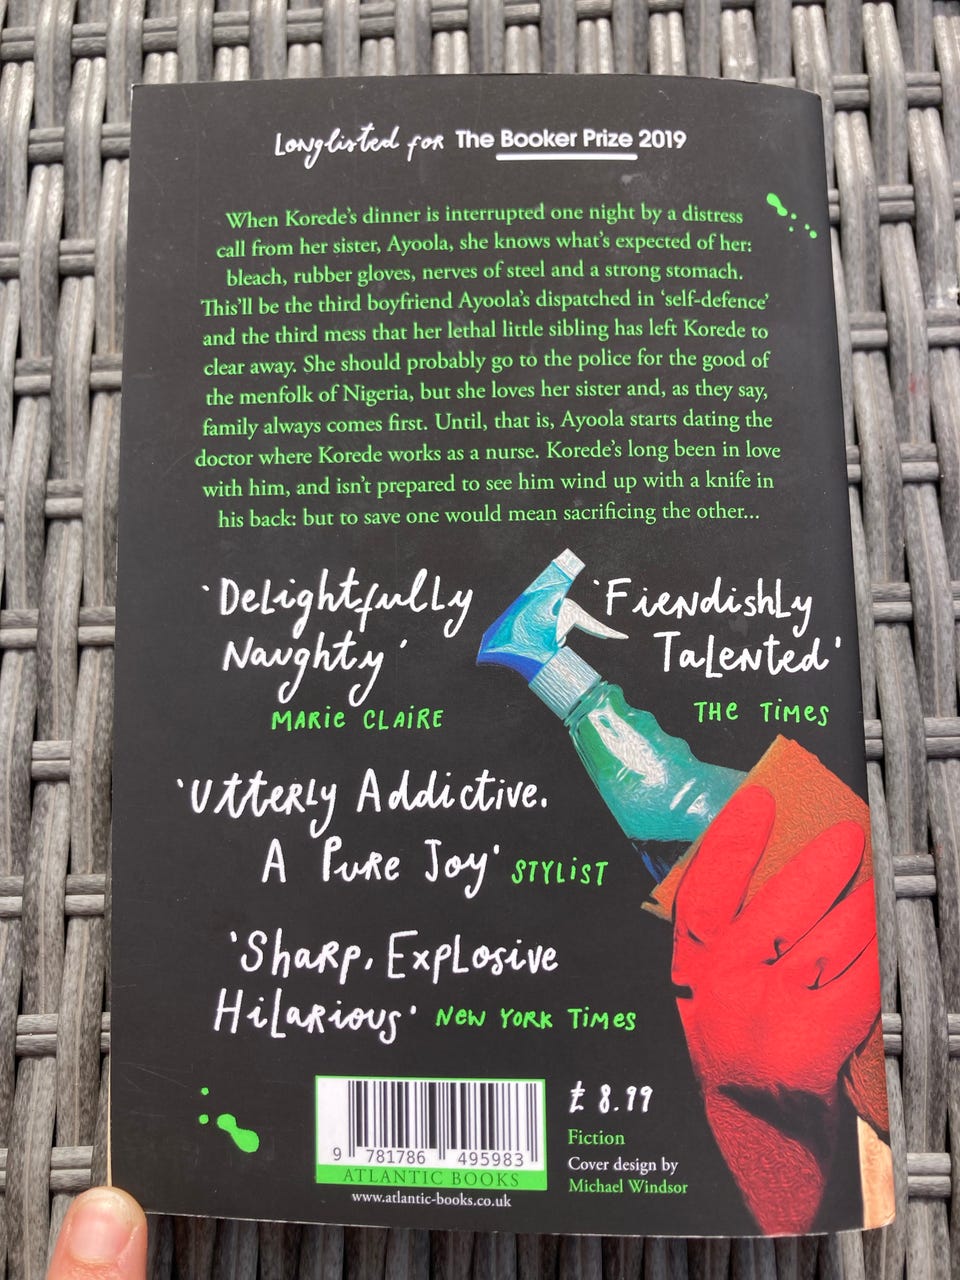 Longlisted for The Booker Prize 2019
When Korede's dinner is interrupted one night by a distress
call from her sister, Ayoola, she knows what's expected of her:
bleach, rubber gloves, nerves of steel and a strong stomach.
This'll be the third boyfriend Ayoola's dispatched in 'self-defence'
and the third mess that her lethal little sibling has left Korede to
clear away. She should probably go to the police for the good of
the menfolk of Nigeria, but she loves her sister and, as they say,
family always comes first. Until, that is, Ayoola starts dating the
doctor where Korede works as a nurse. Korede's long been in love
with him, and isn't prepared to see him wind up with a knife in
his back: but to save one would mean sacrificing the other...
'Delightfully
Naughty'
MARIE CLAIRE
'Fiendishly
Talented'
THE TIMES
'Utterly Addictive.
A Pure Joy' STYLIST
'Sharp, Explosive
Hilarious' NEW YORK TIMES
9 781786 495983
ATLANTIC BOOKS
www.atlantic-books.co.uk
£8.99
Fiction
Cover design by
Michael Windsor